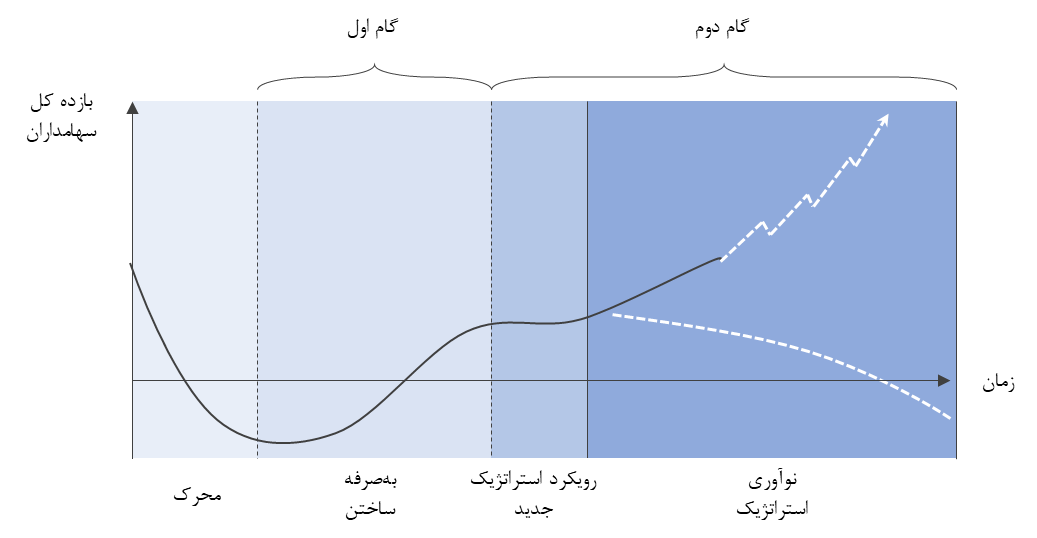 گام اول
گام دوم
بازده کل
سهامداران
زمان
محرک
به‌صرفه
ساختن
رویکرد استراتژیک
جدید
نوآوری
استراتژیک